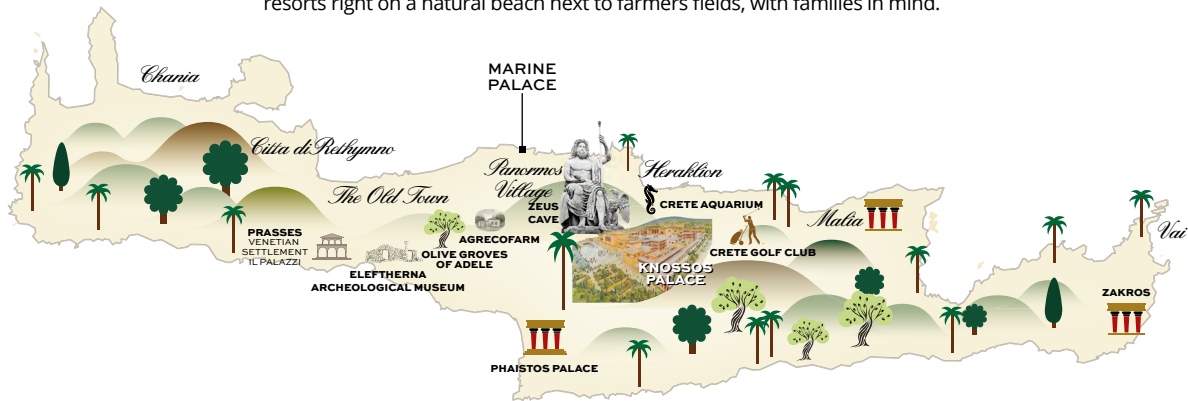 resorts right on a natural beach next to farmers fields, with families in mind.
Chania
MARINE
PALACE
Citta di Rethymno
Panormos
Village
Heraklion
The Old Town
ZEUS
CAVE
CRETE AQUARIUM
Malia
Vai
PRASSES
VENETIAN
SETTLEMENT
IL PALAZZI
AGRECOFARM
OLIVE GROVES
OF ADELE
CRETE GOLF CLUB
ELEFTHERNA
ARCHEOLOGICAL MUSEUM
KNOSSOS
PALACE
ZAKROS
PHAISTOS PALACE